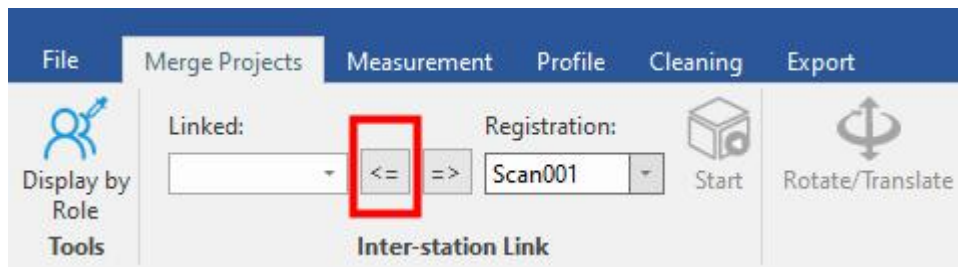 File Merge Projects Measurement Profile Cleaning Export
Linked: Registration:
<= => Scan001 Start Rotate/Translate
Display by
Role
Tools Inter-station Link